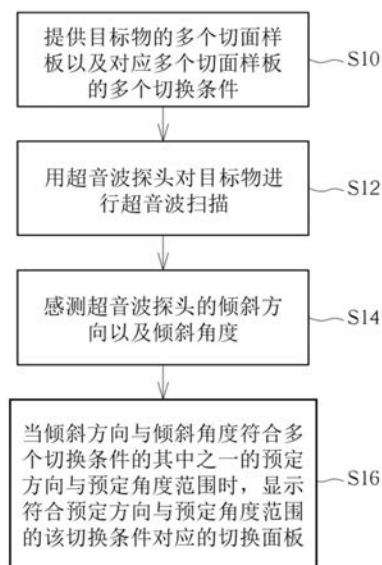 提供目标物的多个切面样
板以及对应多个切面样板
的多个切换条件
S10
用超音波探头对目标物进
行超音波扫描
S12
感测超音波探头的倾斜方
向以及倾斜角度
S14
当倾斜方向与倾斜角度符合多
个切换条件的其中之一的预定
方向与预定角度范围时，显示
符合预定方向与预定角度范围
的该切换条件对应的切换面板
S16